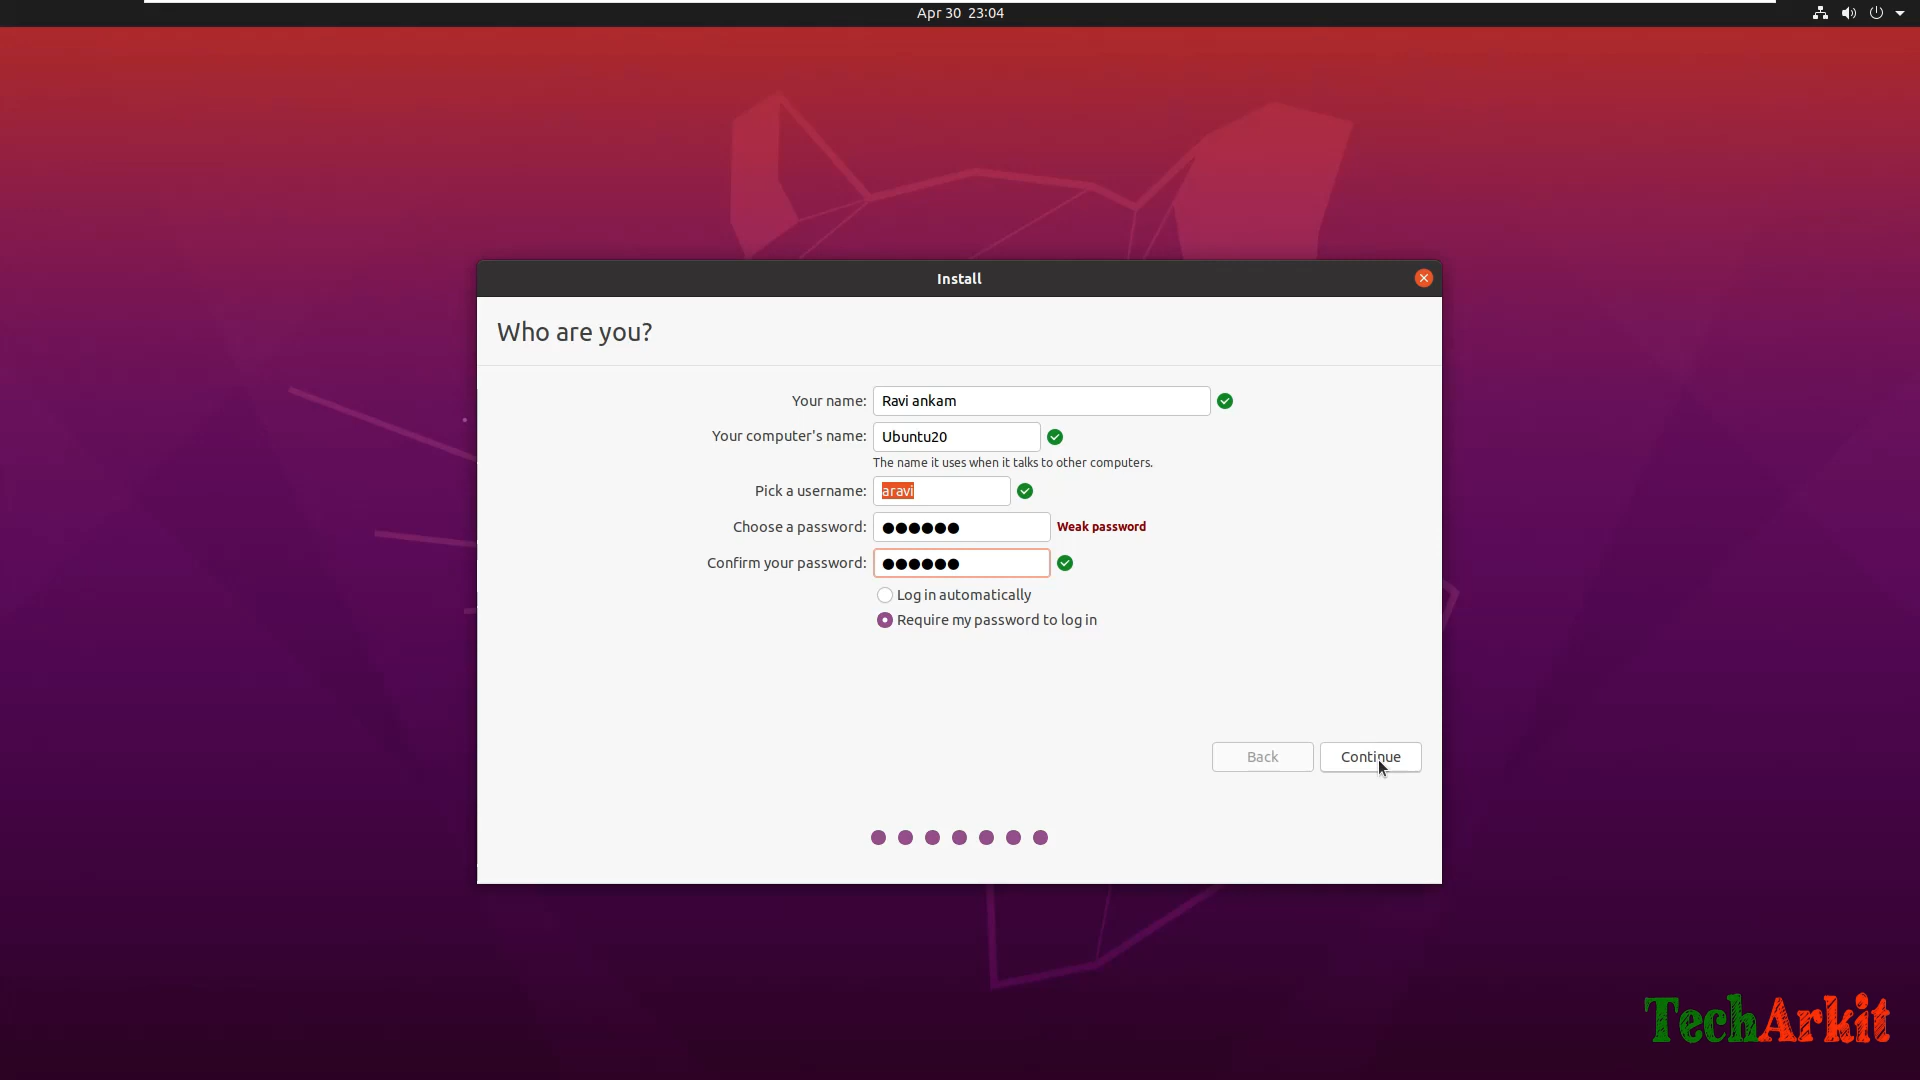 Apr 30 23:04
Install
Who are you?
Your name: Ravi ankam
Your computer's name: Ubuntu20
The name it uses when it talks to other computers.
Pick a username: aravi
Choose a password: ●●●●●● Weak password
Confirm your password: ●●●●●●
Log in automatically
Require my password to log in
Back Continue
TechArkit